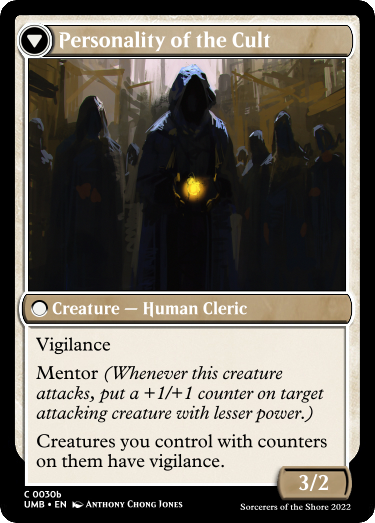 Personality of the Cult
Creature — Human Cleric
Vigilance
Mentor (Whenever this creature
attacks, put a +1/+1 counter on target
attacking creature with lesser power.)
Creatures you control with counters
on them have vigilance.
3/2
C 0030b
UMB • EN Anthony Chong Jones
Sorcerers of the Shore 2022